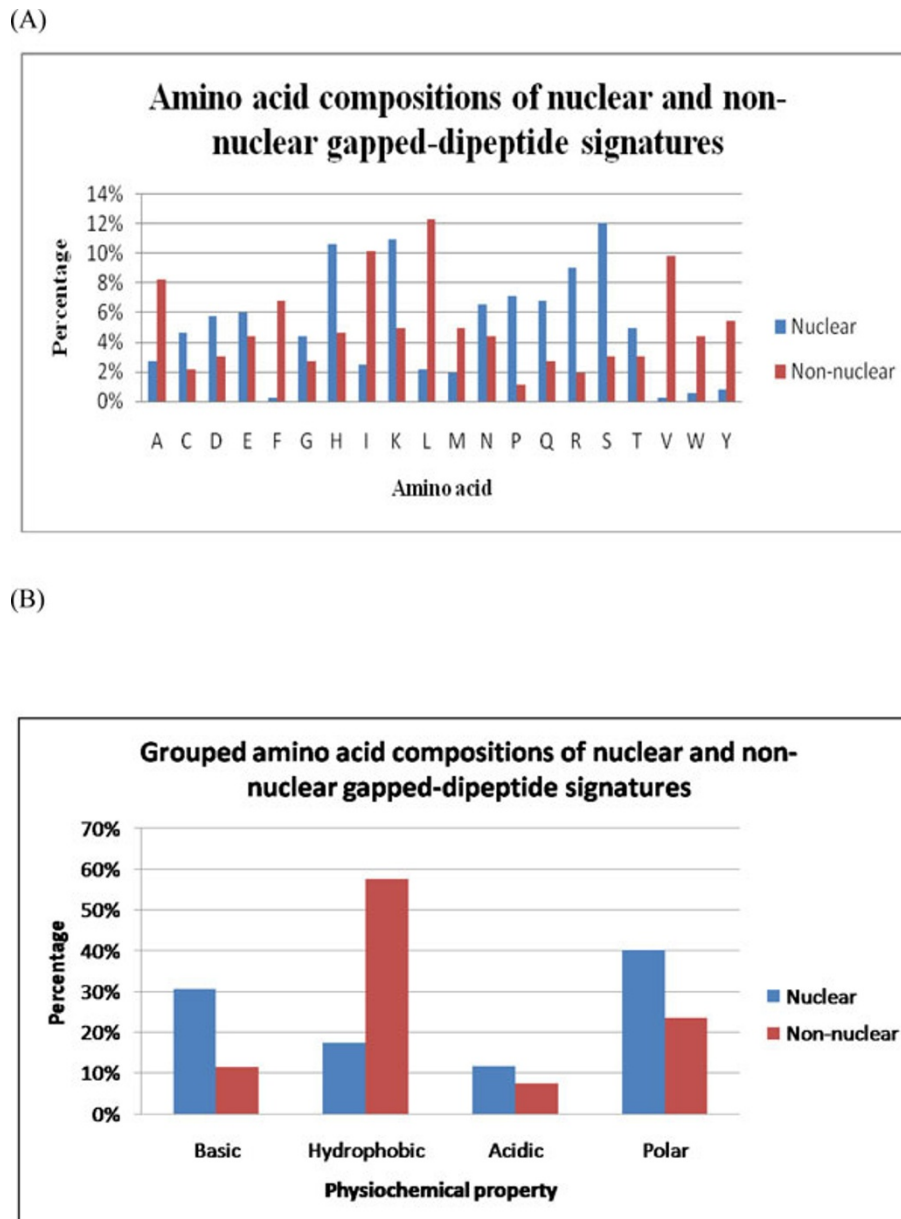 (A)
Amino acid compositions of nuclear and non-
nuclear gapped-dipeptide signatures
14%
12%
10%
8%
6%
4%
2%
0%
Percentage
A C D E F G H I K L M N P Q R S T V W Y
Amino acid
Nuclear
Non-nuclear
(B)
Grouped amino acid compositions of nuclear and non-
nuclear gapped-dipeptide signatures
70%
60%
50%
40%
30%
20%
10%
0%
Percentage
Basic Hydrophobic Acidic Polar
Physiochemical property
Nuclear
Non-nuclear